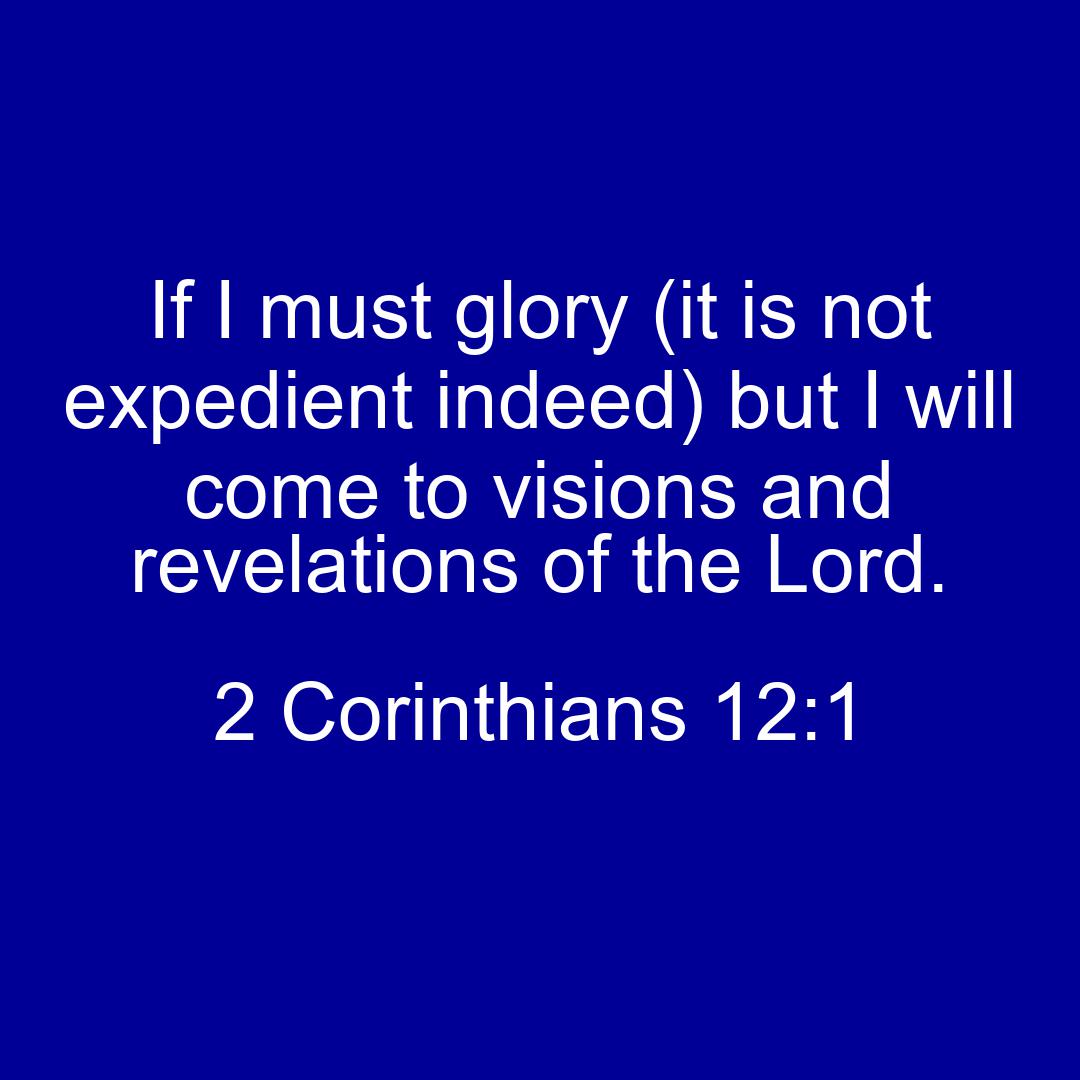 If I must glory (it is not
expedient indeed) but I will
come to visions and
revelations of the Lord.
2 Corinthians 12:1